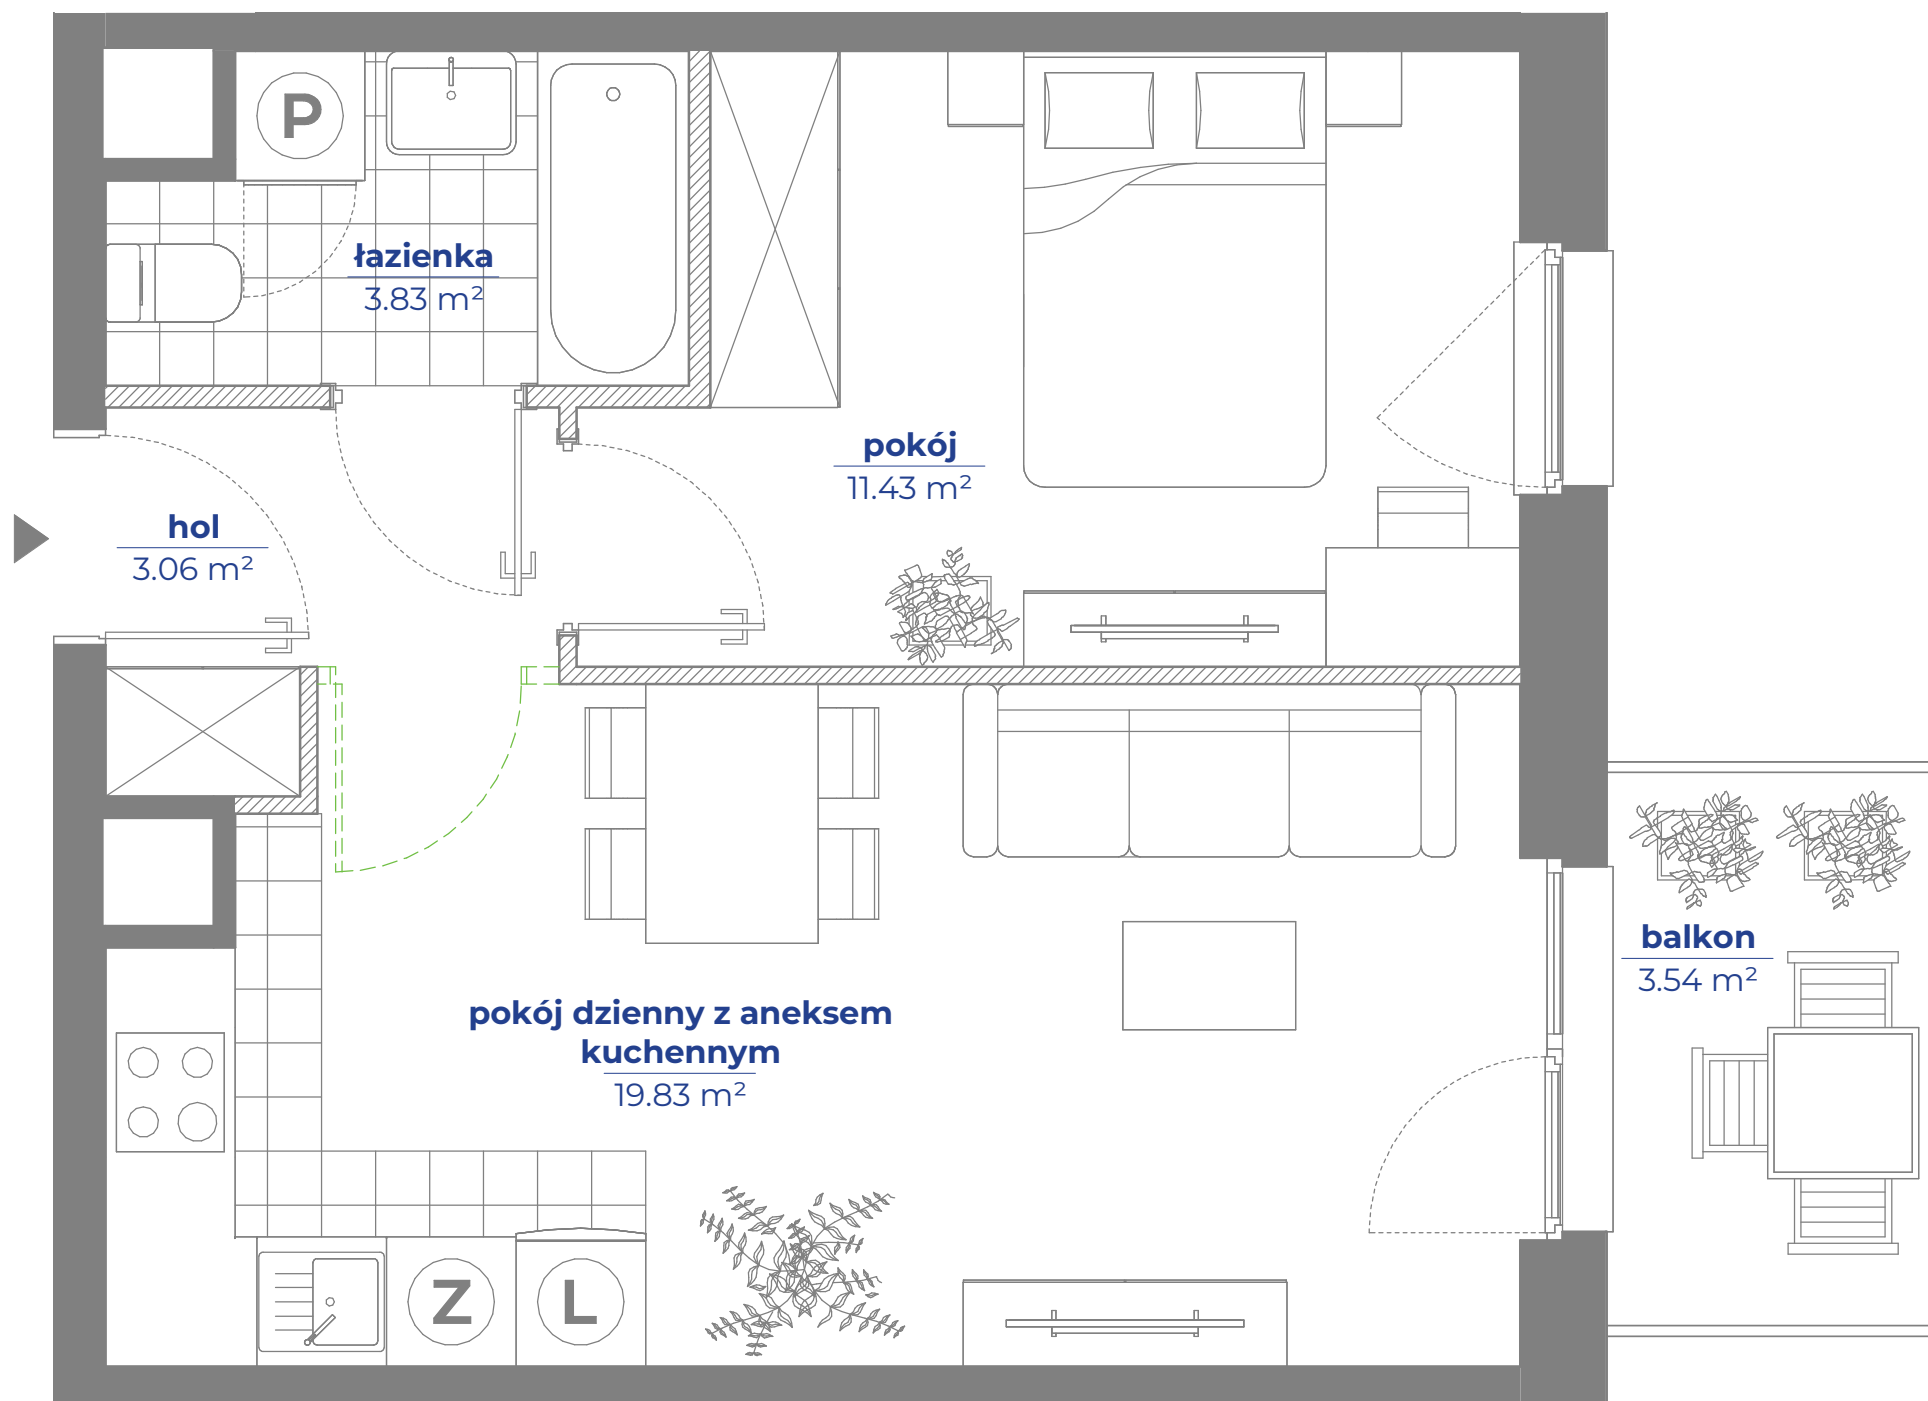 P
łazienka
3.83 m²
pokój
11.43 m²
hol
3.06 m²
balkon
3.54 m²
pokój dzienny z aneksem
kuchennym
19.83 m²
Z
L